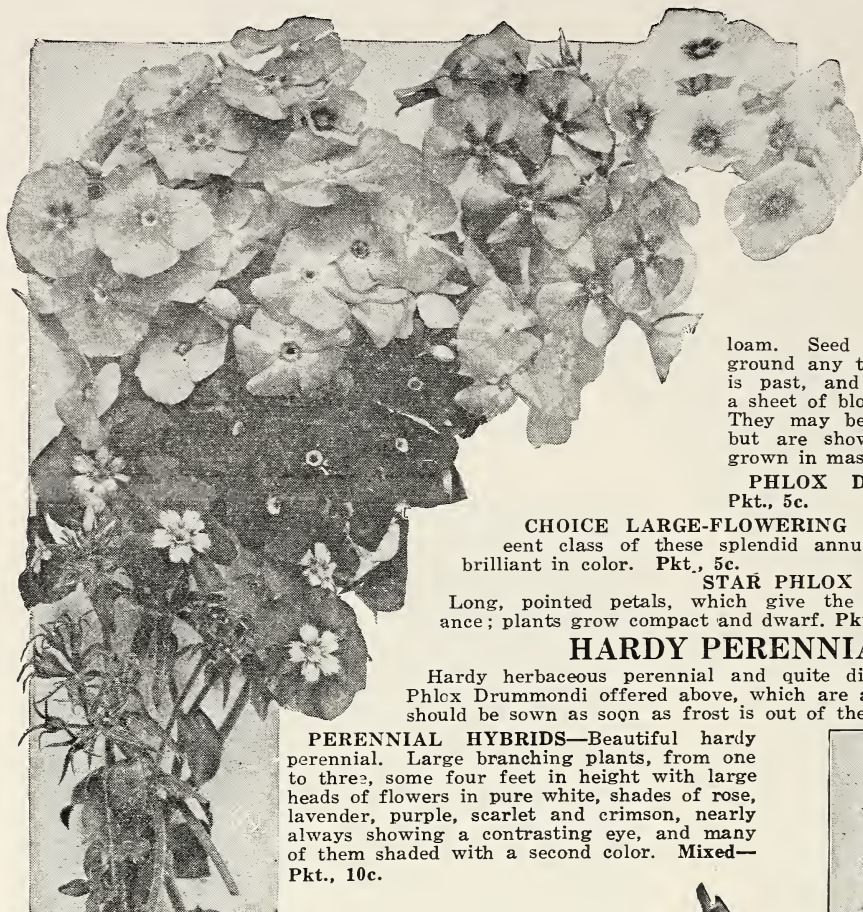 loam. Seed
ground any t
is past, and
a sheet of blo
They may be
but are show
grown in mas
PHLOX D
Pkt., 5c.
CHOICE LARGE-FLOWERING
eent class of these splendid annu
brilliant in color. Pkt., 5c.
STAR PHLOX
Long, pointed petals, which give the
ance; plants grow compact and dwarf. Pk
HARDY PERENNIA
Hardy herbaceous perennial and quite di
Phlox Drummondi offered above, which are a
should be sown as soon as frost is out of the
PERENNIAL HYBRIDS—Beautiful hardy
perennial. Large branching plants, from one
to three, some four feet in height with large
heads of flowers in pure white, shades of rose,
lavender, purple, scarlet and crimson, nearly
always showing a contrasting eye, and many
of them shaded with a second color. Mixed—
Pkt., 10c.